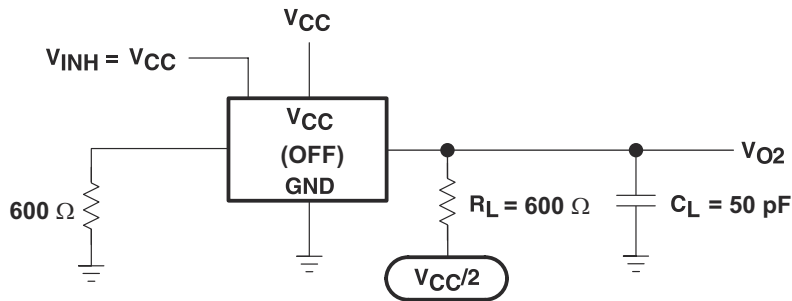 VCC
VINH = VCC
VCC
(OFF)
GND
VO2
600 Ω
RL = 600 Ω
CL = 50 pF
VCC/2